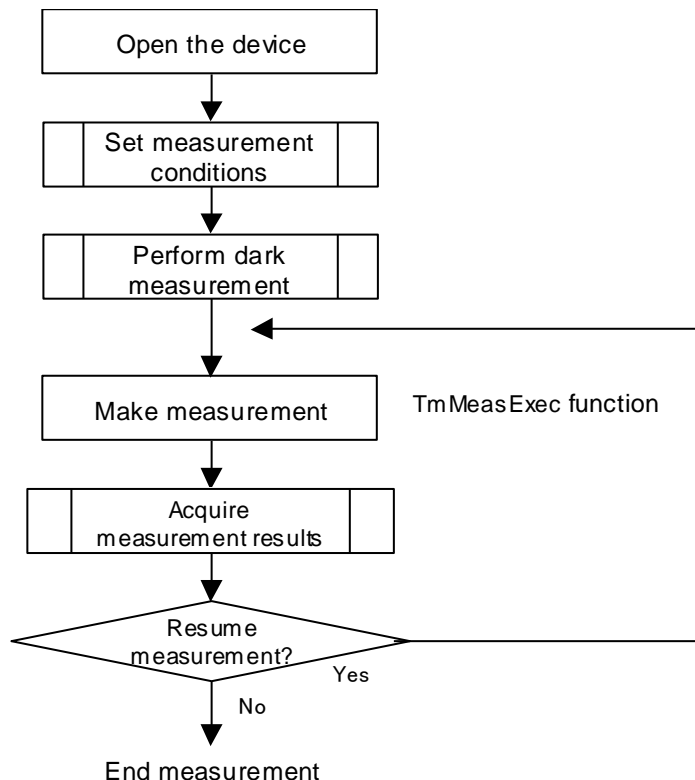 Open the device
Set measurement
conditions
Perform dark
measurement
Make measurement
TmMeasExec function
Acquire
measurement results
Resume
measurement?
Yes
No
End measurement